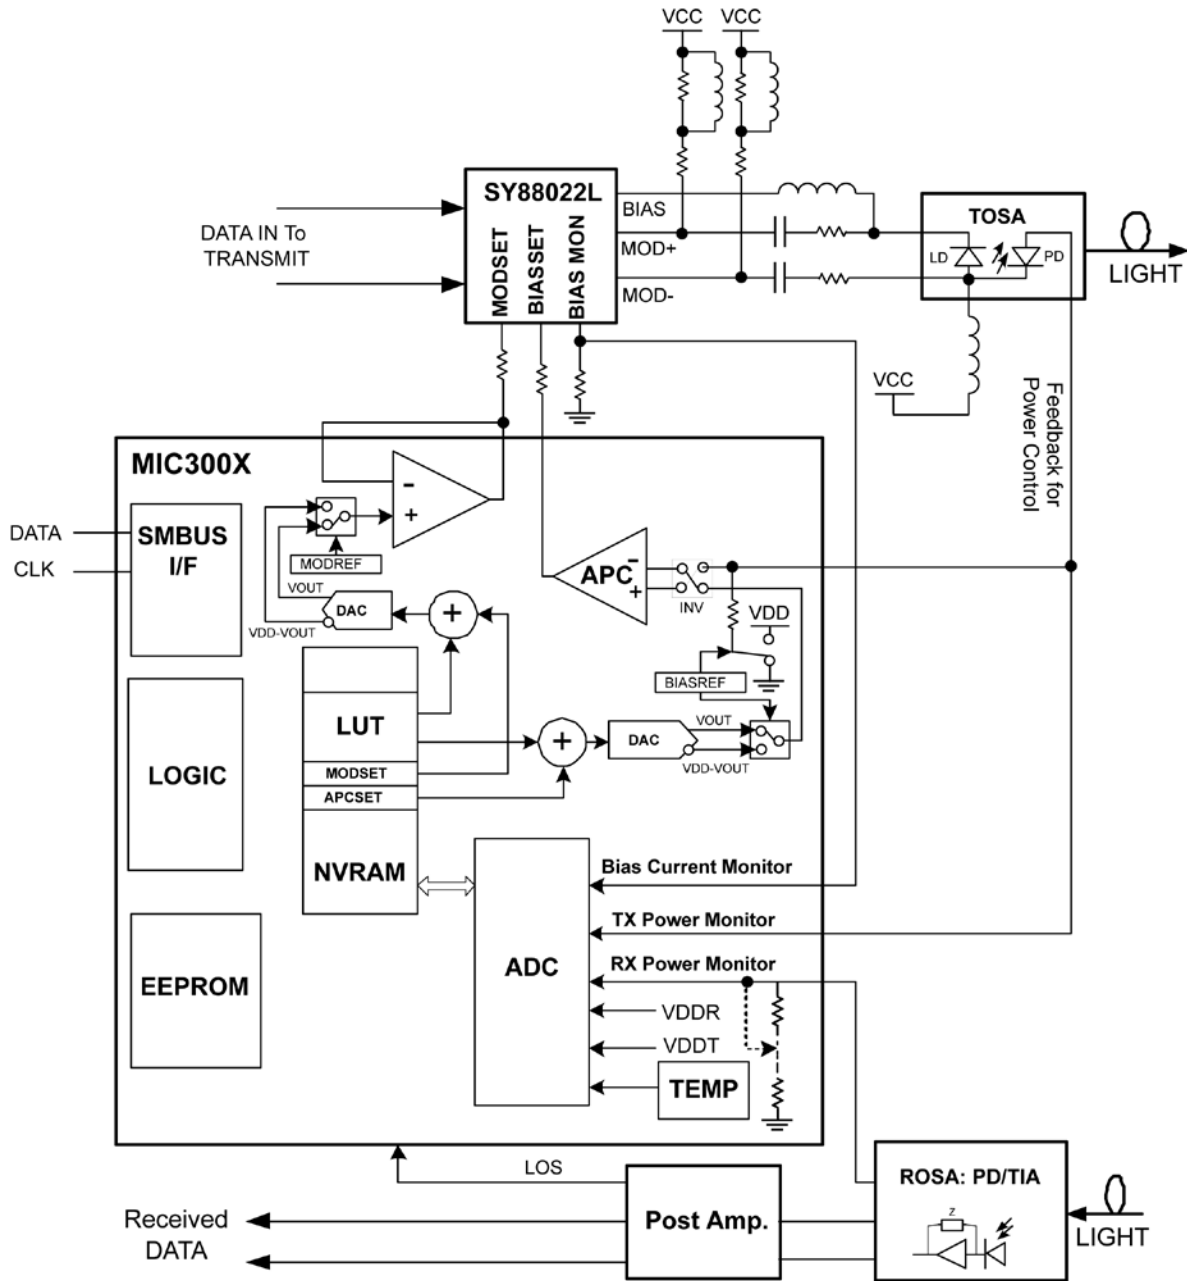 VCC
VCC
SY88022L
BIAS
MOD+
MOD-
MODSET
BIASSET
BIAS MON
DATA IN To
TRANSMIT
TOSA
LD
PD
LIGHT
VCC
Feedback for
Power Control
MIC300X
DATA
CLK
SMBUS
I/F
-
+
MODREF
VOUT
DAC
VDD-VOUT
+
APC
-
+
INV
VDD
BIASREF
LUT
MODSET
APCSET
NVRAM
+
DAC
VOUT
VDD-VOUT
LOGIC
EEPROM
ADC
Bias Current Monitor
TX Power Monitor
RX Power Monitor
VDDR
VDDT
TEMP
LOS
Received
DATA
Post Amp.
ROSA: PD/TIA
Z
LIGHT